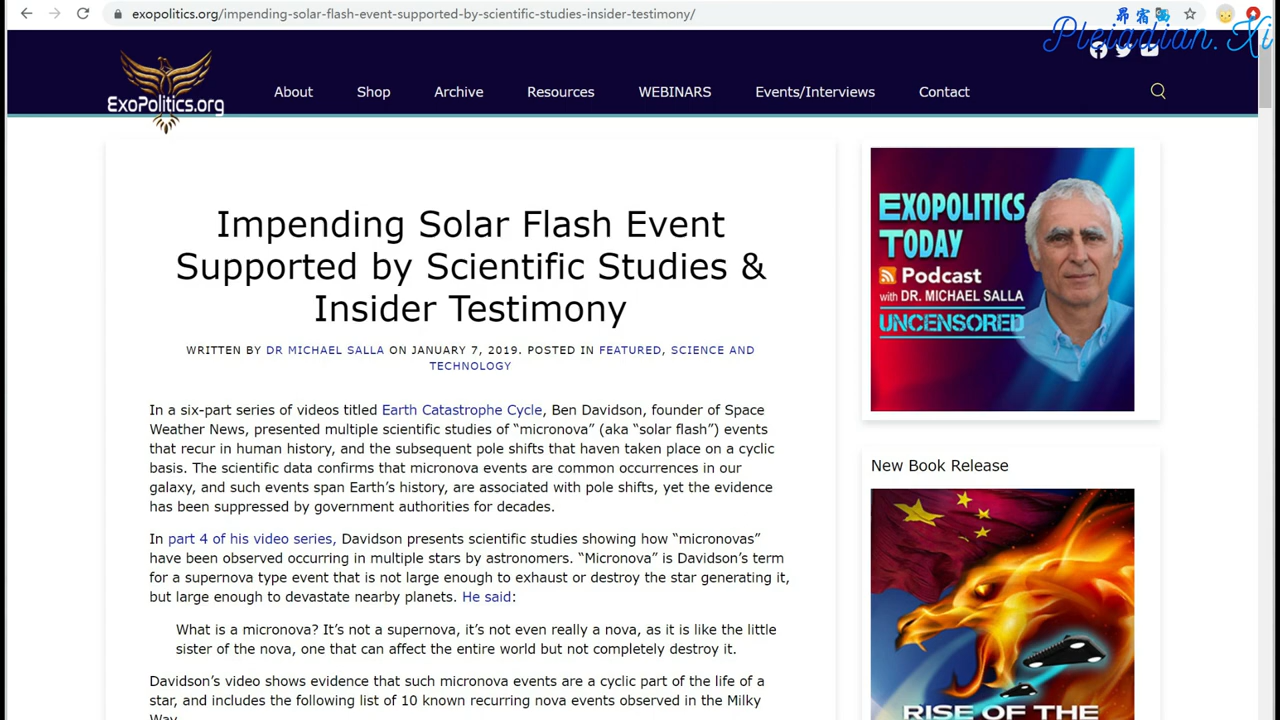 exopolitics.org/impending-solar-flash-event-supported-by-scientific-studies-insider-testimony/
昴宿
Pleiadian.Xi
ExoPolitics.org
About
Shop
Archive
Resources
WEBINARS
Events/Interviews
Contact
Impending Solar Flash Event
Supported by Scientific Studies &
Insider Testimony
WRITTEN BY DR MICHAEL SALLA ON JANUARY 7, 2019. POSTED IN FEATURED, SCIENCE AND
TECHNOLOGY
In a six-part series of videos titled Earth Catastrophe Cycle, Ben Davidson, founder of Space
Weather News, presented multiple scientific studies of “micronova” (aka “solar flash”) events
that recur in human history, and the subsequent pole shifts that haven taken place on a cyclic
basis. The scientific data confirms that micronova events are common occurrences in our
galaxy, and such events span Earth’s history, are associated with pole shifts, yet the evidence
has been suppressed by government authorities for decades.
In part 4 of his video series, Davidson presents scientific studies showing how “micronovas”
have been observed occurring in multiple stars by astronomers. “Micronova” is Davidson’s term
for a supernova type event that is not large enough to exhaust or destroy the star generating it,
but large enough to devastate nearby planets. He said:
What is a micronova? It’s not a supernova, it’s not even really a nova, as it is like the little
sister of the nova, one that can affect the entire world but not completely destroy it.
Davidson’s video shows evidence that such micronova events are a cyclic part of the life of a
star, and includes the following list of 10 known recurring nova events observed in the Milky
Way
EXOPOLITICS
TODAY
Podcast
with DR. MICHAEL SALLA
UNCENSORED
New Book Release
RISE OF THE